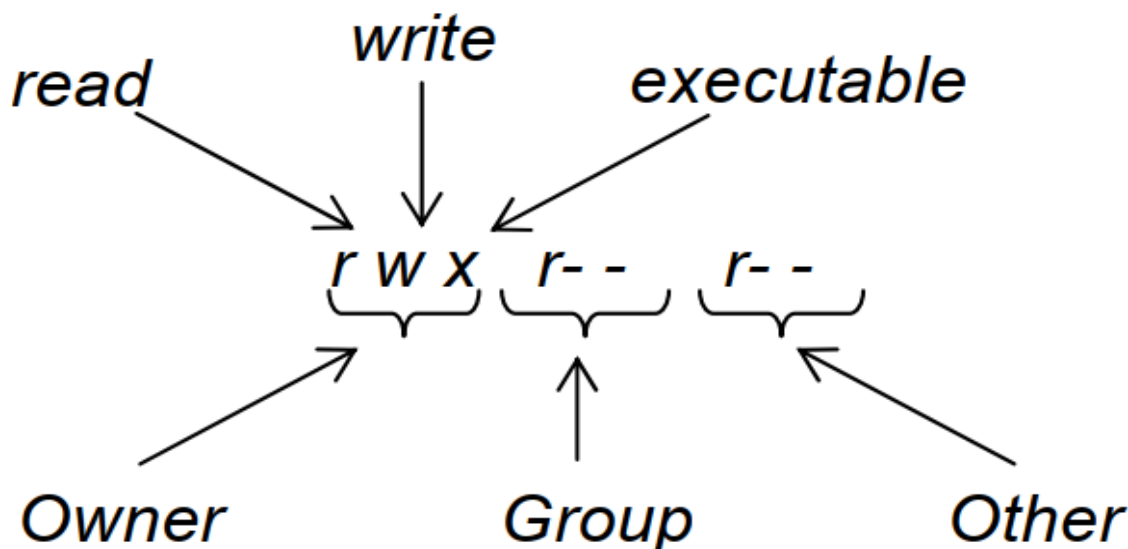 write
read
executable
r w x r- - r- -
Owner Group Other